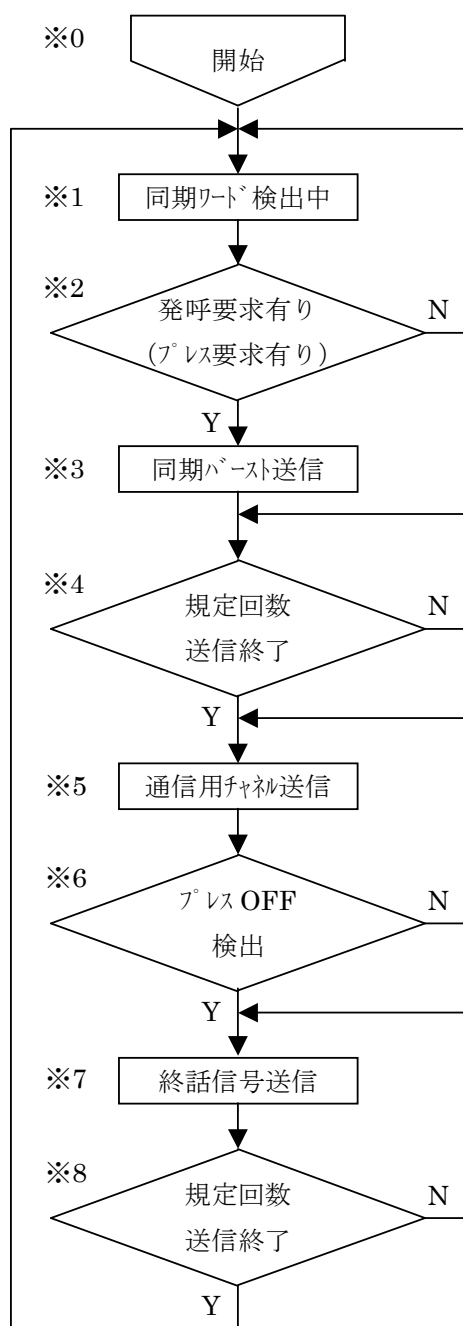 ※0
開始
※1
同期ﾜｰﾄﾞ検出中
※2
発呼要求有り
(ﾌﾟﾚｽ要求有り)
N
Y
※3
同期ﾊﾞｰｽﾄ送信
※4
規定回数
送信終了
N
Y
※5
通信用ﾁｬﾈﾙ送信
※6
ﾌﾟﾚｽ OFF
検出
N
Y
※7
終話信号送信
※8
規定回数
送信終了
N
Y